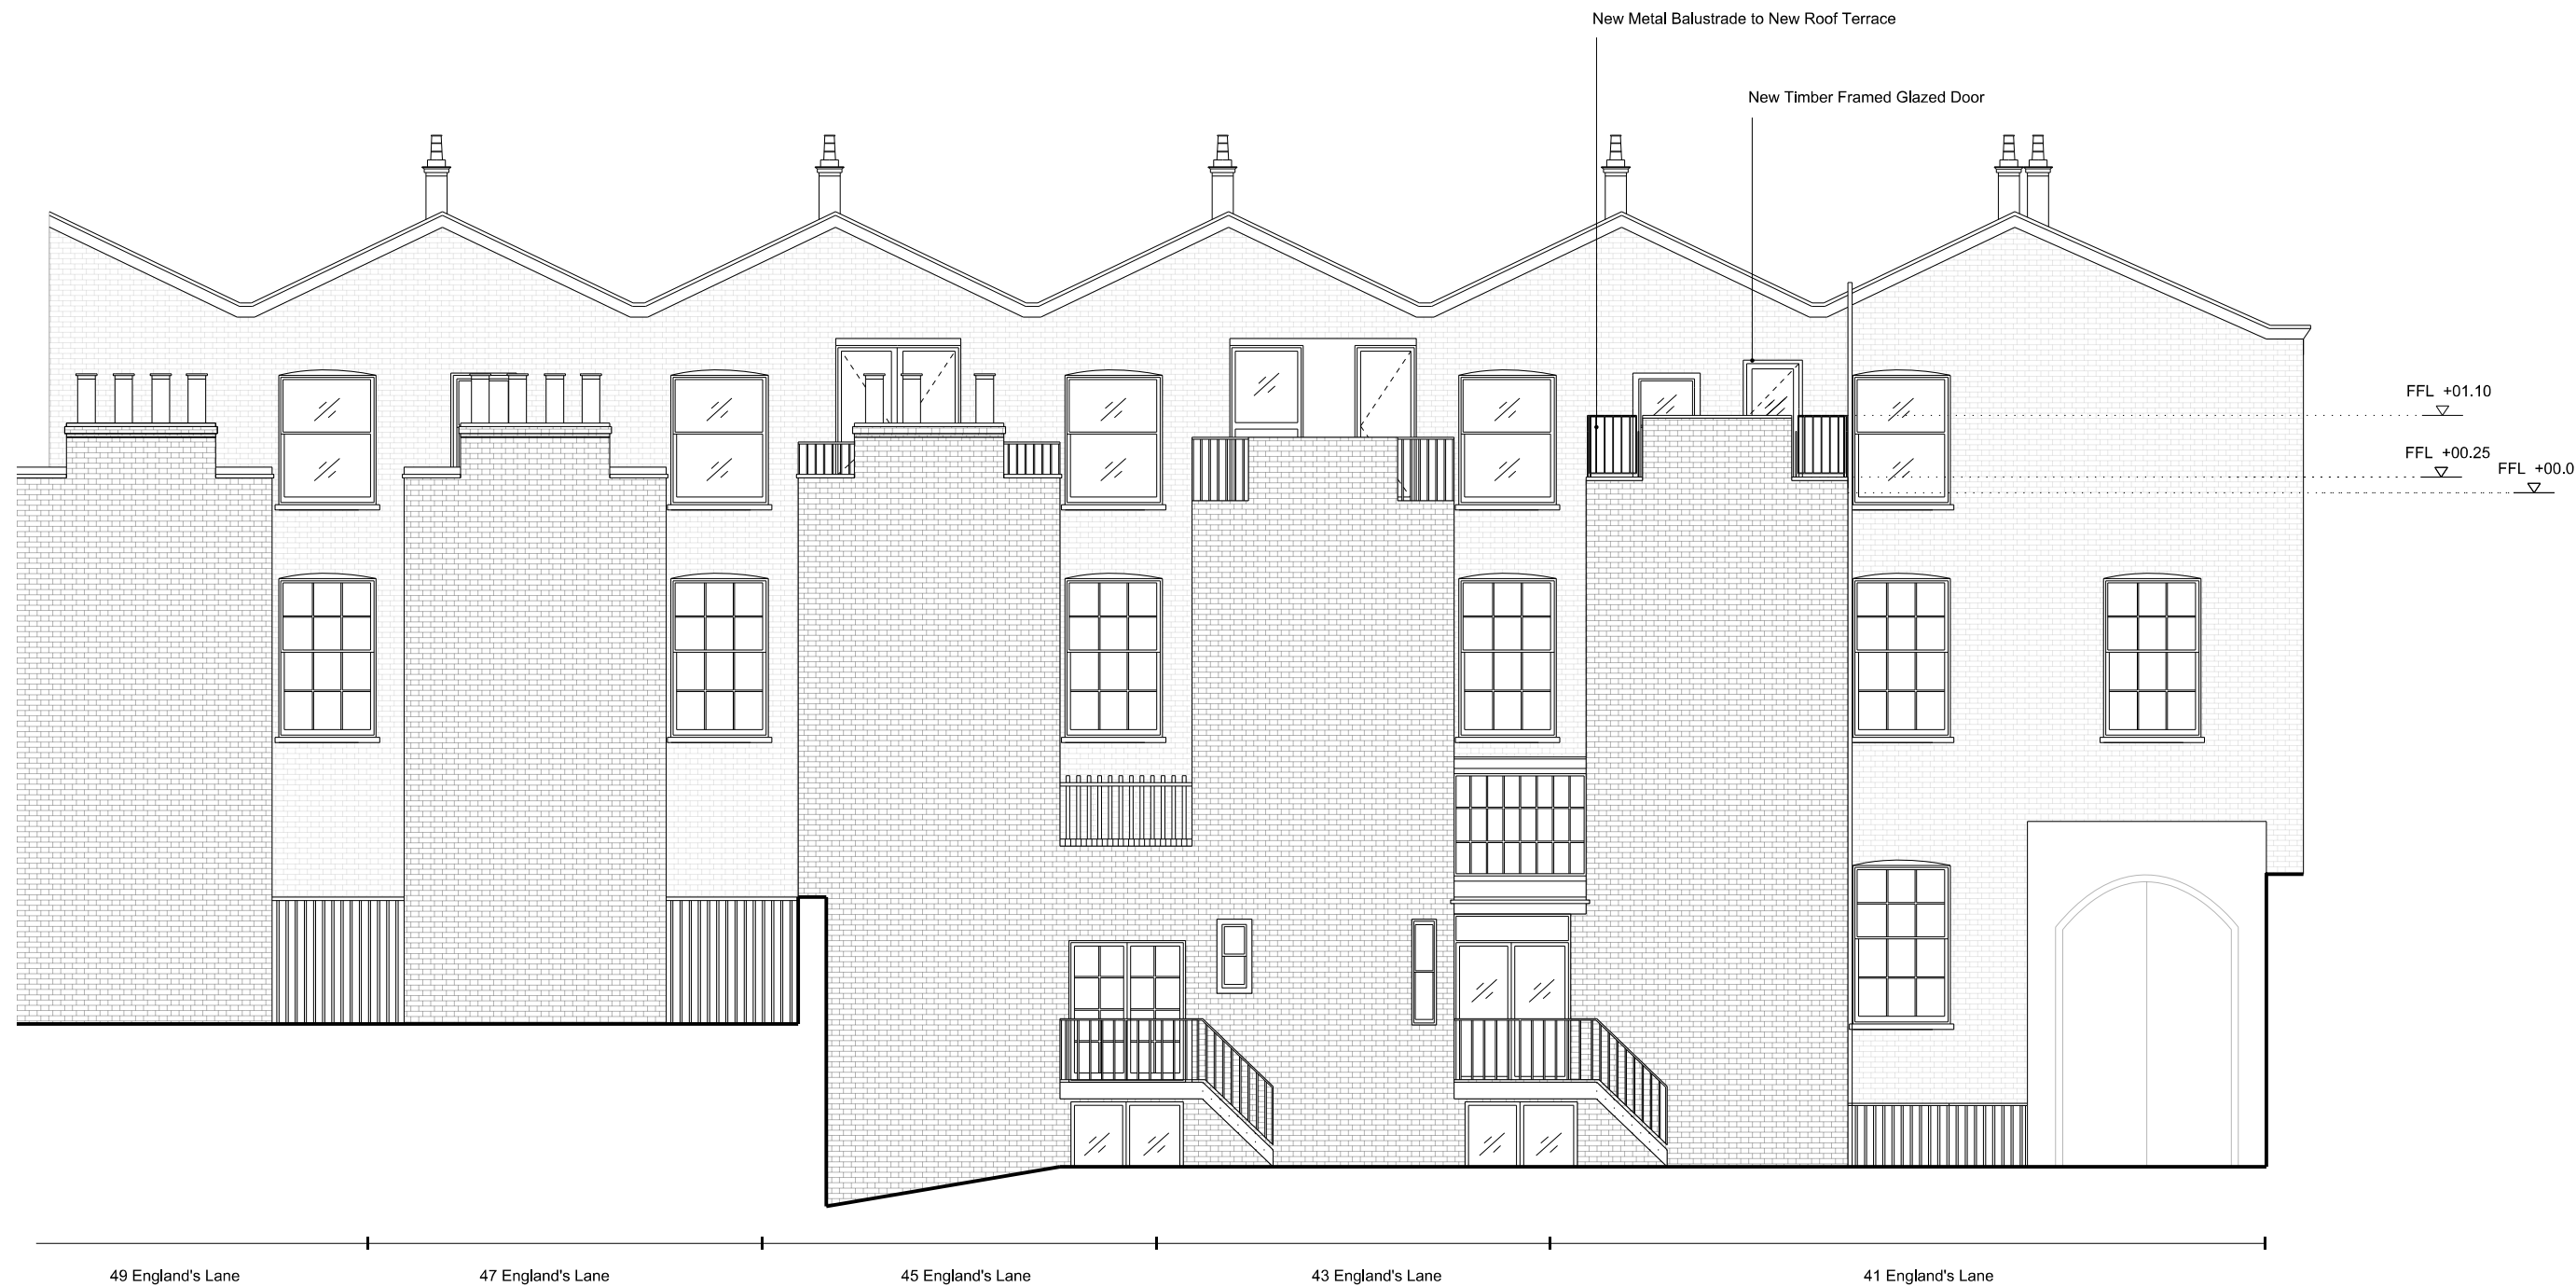 New Metal Balustrade to New Roof Terrace
New Timber Framed Glazed Door
FFL +01.10
FFL +00.25
FFL +00.0
49 England's Lane
47 England's Lane
45 England's Lane
43 England's Lane
41 England's Lane